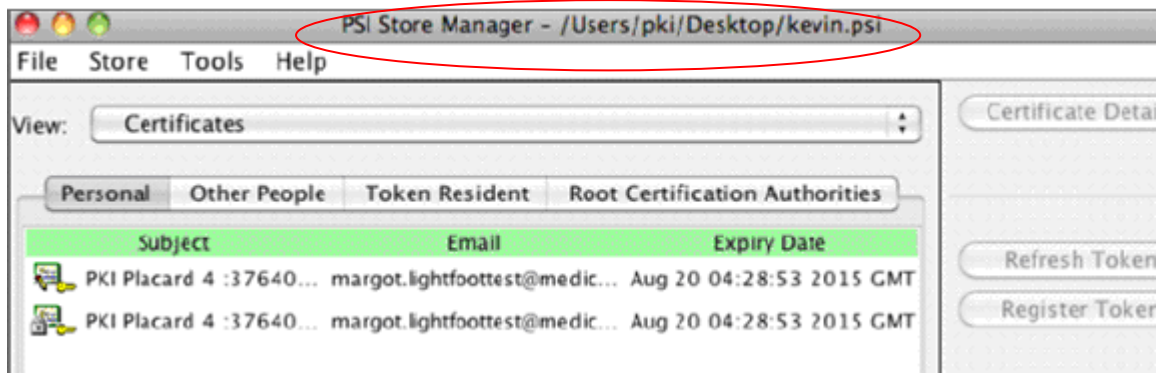 PSI Store Manager - /Users/pki/Desktop/kevin.psi
File Store Tools Help
View: Certificates
Certificate Detai
Personal Other People Token Resident Root Certification Authorities
Subject Email Expiry Date
PKI Placard 4 :37640... margot.lightfoottest@medic... Aug 20 04:28:53 2015 GMT
Refresh Token
PKI Placard 4 :37640... margot.lightfoottest@medic... Aug 20 04:28:53 2015 GMT
Register Token